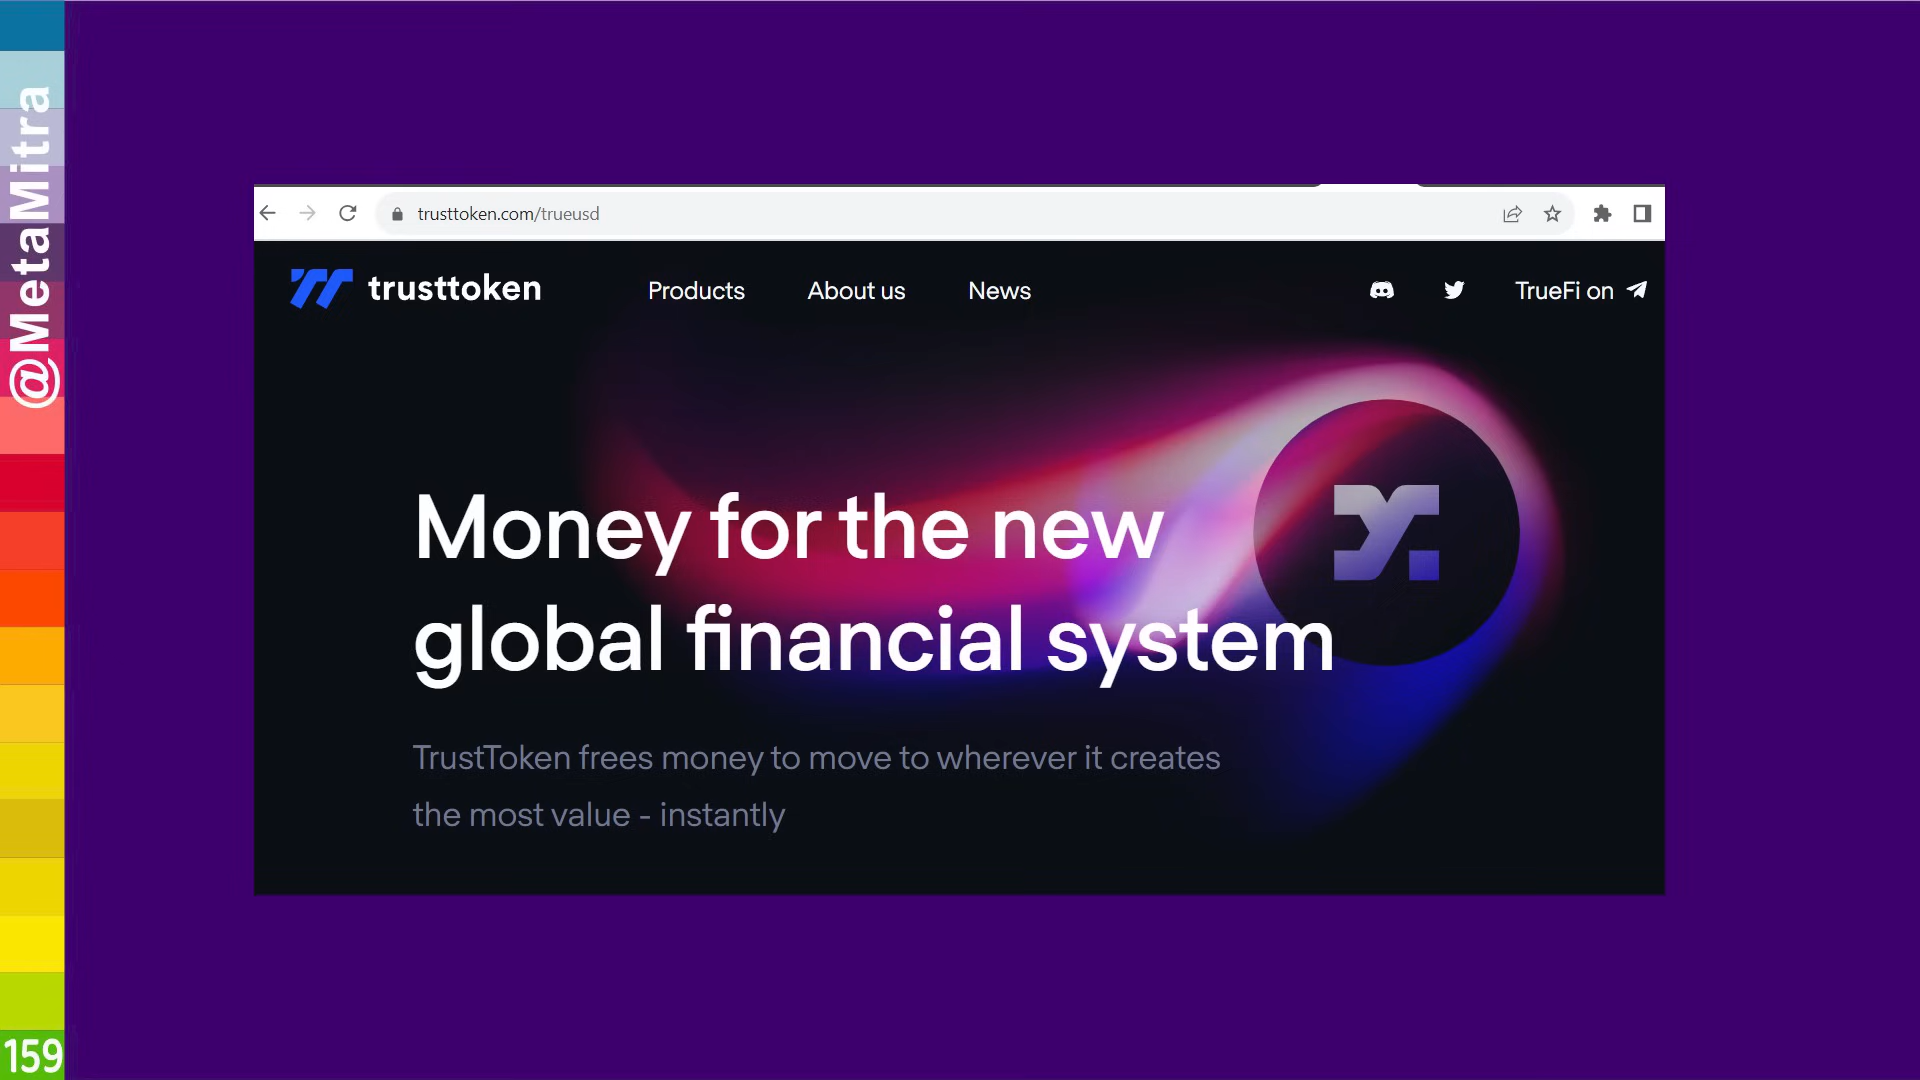 @MetaMitra
trusttoken.com/trueusd
trusttoken
Products
About us
News
TrueFi on
Money for the new
global financial system
TrustToken frees money to move to wherever it creates
the most value - instantly
159